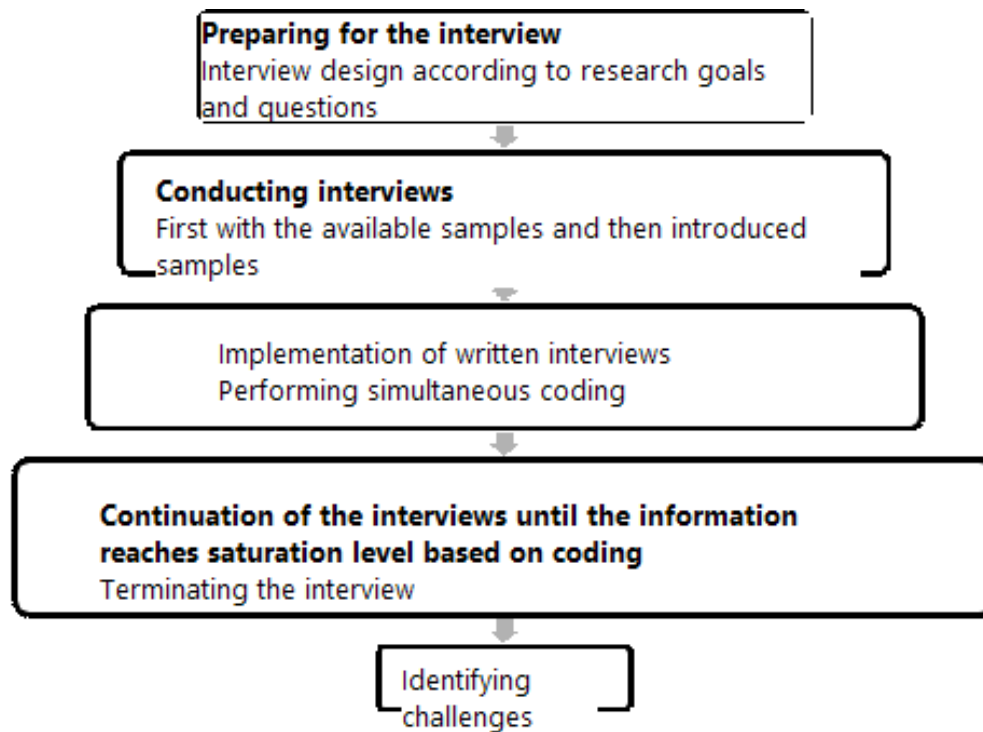 Preparing for the interview
Interview design according to research goals
and questions
Conducting interviews
First with the available samples and then introduced
samples
Implementation of written interviews
Performing simultaneous coding
Continuation of the interviews until the information
reaches saturation level based on coding
Terminating the interview
Identifying
challenges